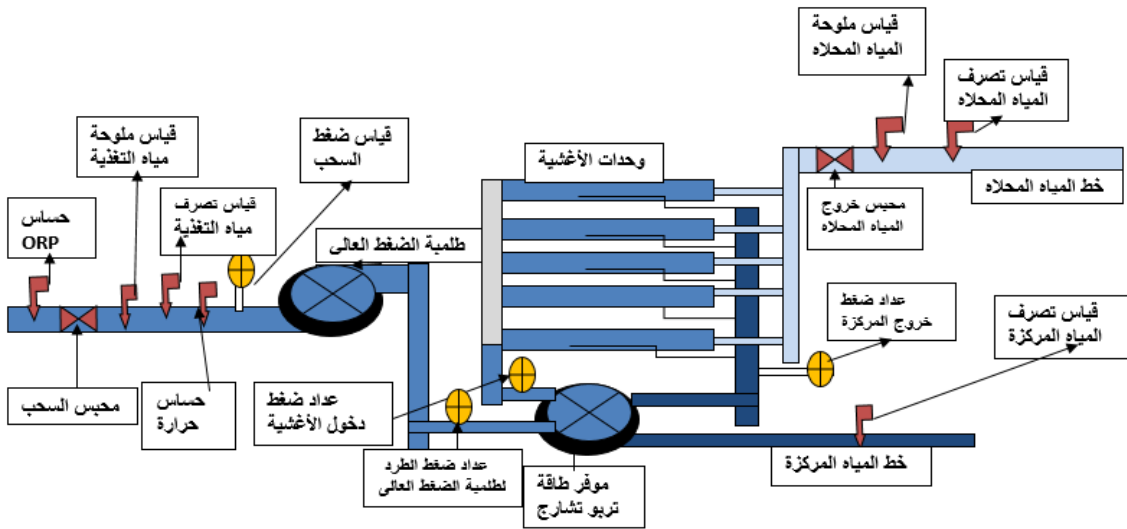 قياس ملوحة
المياه المحلاه
قياس تصرف
المياه المحلاه
قياس ضغط
السحب
قياس ملوحة
مياه التغذية
وحدات الأغشية
خط المياه المحلاه
قياس تصرف
مياه التغذية
محبس خروج
المياه المحلاه
حساس
ORP
طلمبة الضغط العالى
عداد ضغط
خروج المركزة
قياس تصرف
المياه المركزة
محبس السحب
حساس
حرارة
عداد ضغط
دخول الأغشية
عداد ضغط الطرد
لطلمبة الضغط العالى
موفر طاقة
تربو تشارج
خط المياه المركزة